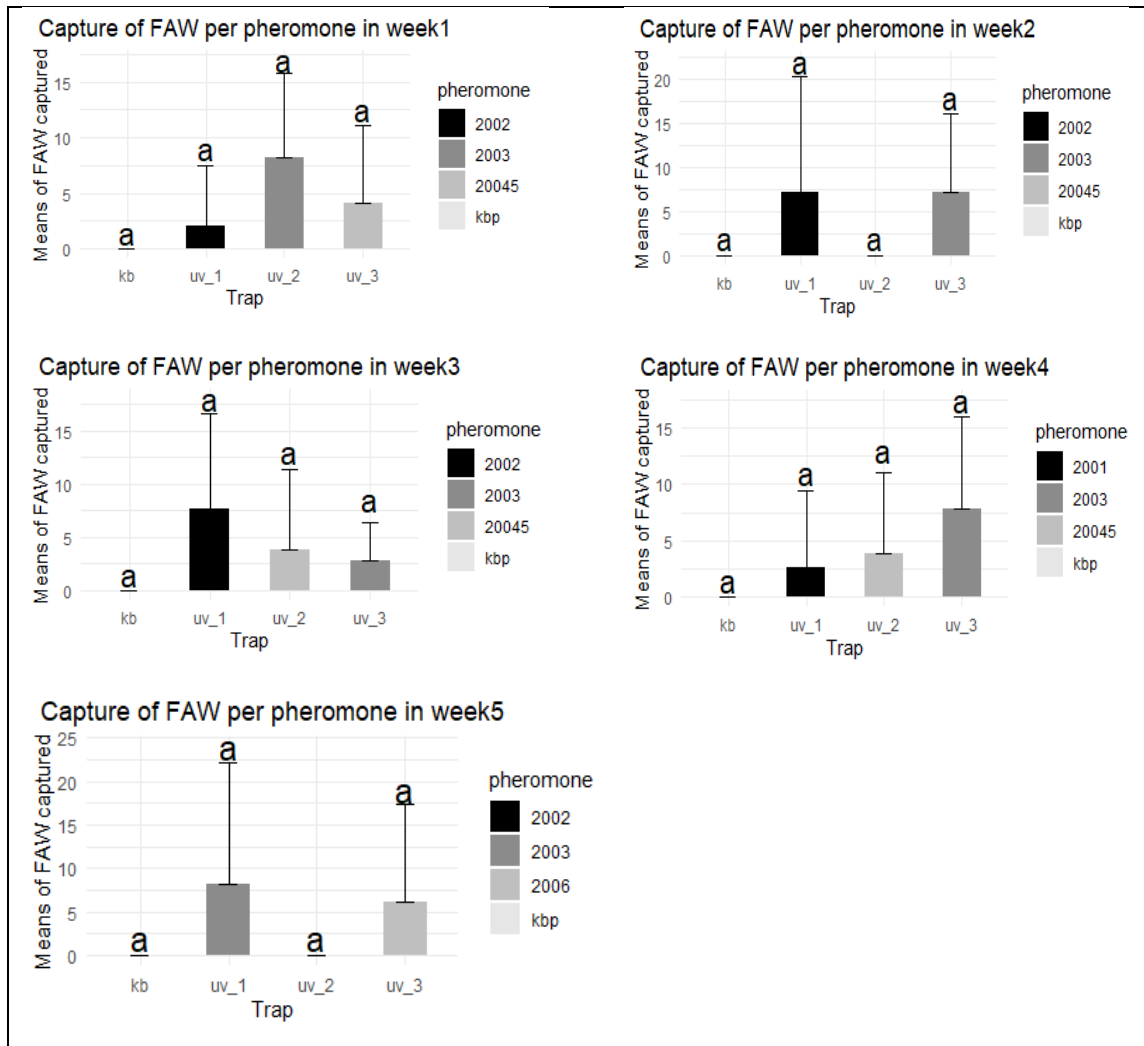 Capture of FAW per pheromone in week1
Means of FAW captured
15
10
5
0
a
a
a
a
kb
uv_1
uv_2
uv_3
Trap
pheromone
2002
2003
20045
kbp
Capture of FAW per pheromone in week2
Means of FAW captured
20
15
10
5
0
a
a
a
a
kb
uv_1
uv_2
uv_3
Trap
pheromone
2002
2003
20045
kbp
Capture of FAW per pheromone in week3
Means of FAW captured
15
10
5
0
a
a
a
a
kb
uv_1
uv_2
uv_3
Trap
pheromone
2002
2003
20045
kbp
Capture of FAW per pheromone in week4
Means of FAW captured
15
10
5
0
a
a
a
a
kb
uv_1
uv_2
uv_3
Trap
pheromone
2001
2003
20045
kbp
Capture of FAW per pheromone in week5
Means of FAW captured
25
20
15
10
5
0
a
a
a
a
kb
uv_1
uv_2
uv_3
Trap
pheromone
2002
2003
2006
kbp